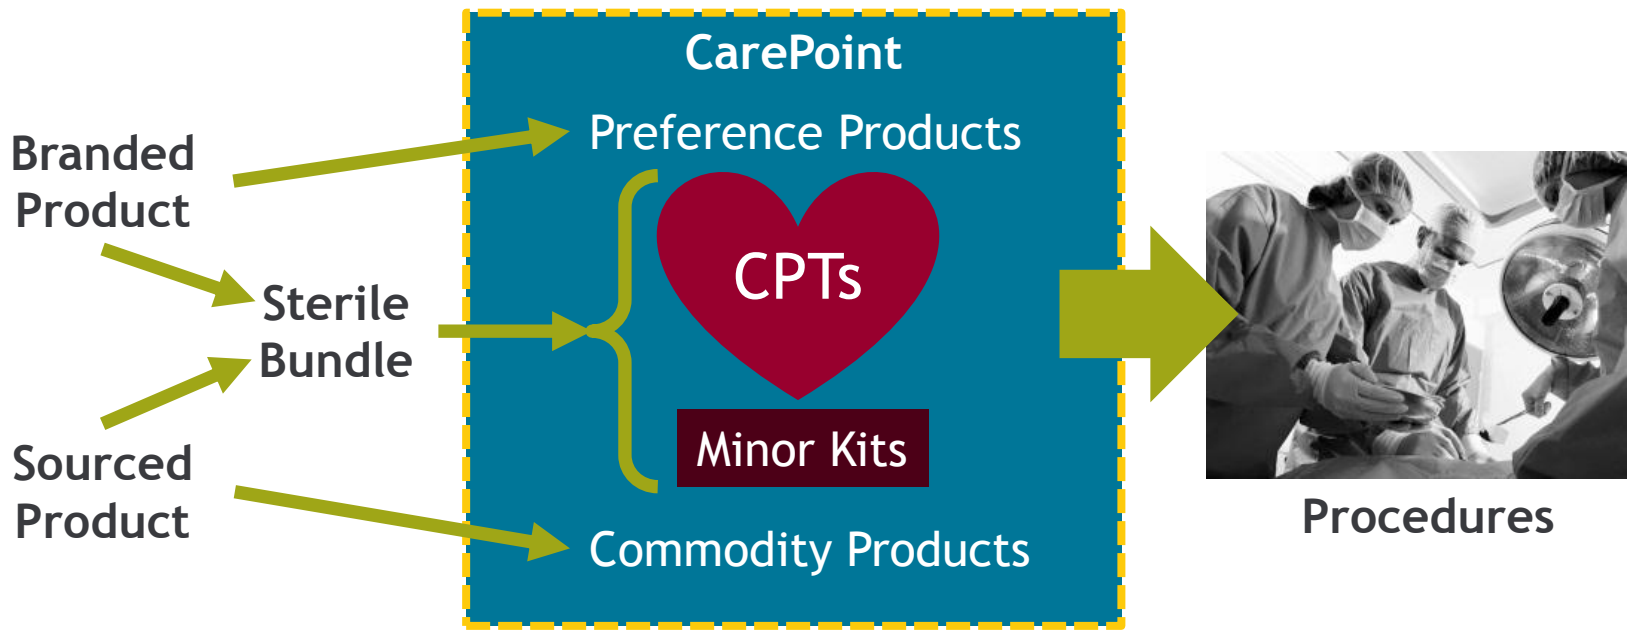 CarePoint
Branded
Product
Preference Products
Sterile
Bundle
CPTs
Minor Kits
Sourced
Product
Commodity Products
Procedures